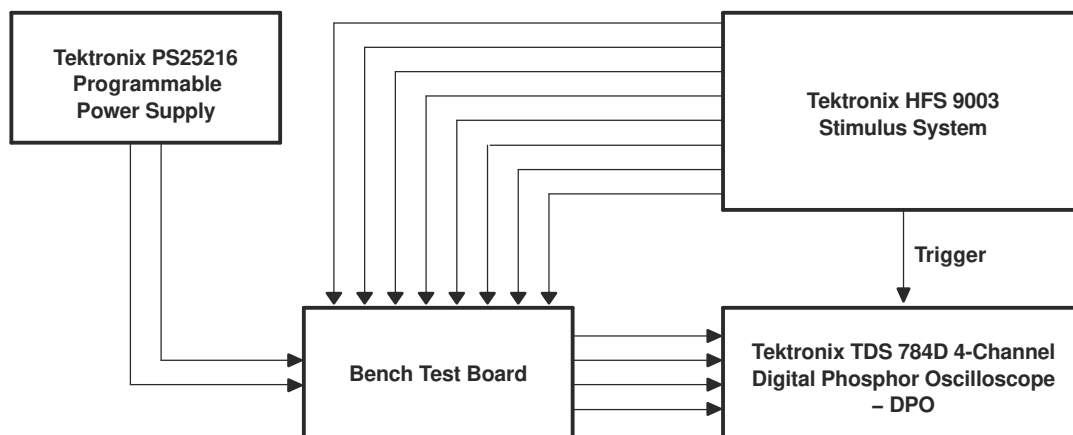 Tektronix PS25216
Programmable
Power Supply
Tektronix HFS 9003
Stimulus System
Trigger
Bench Test Board
Tektronix TDS 784D 4-Channel
Digital Phosphor Oscilloscope
– DPO